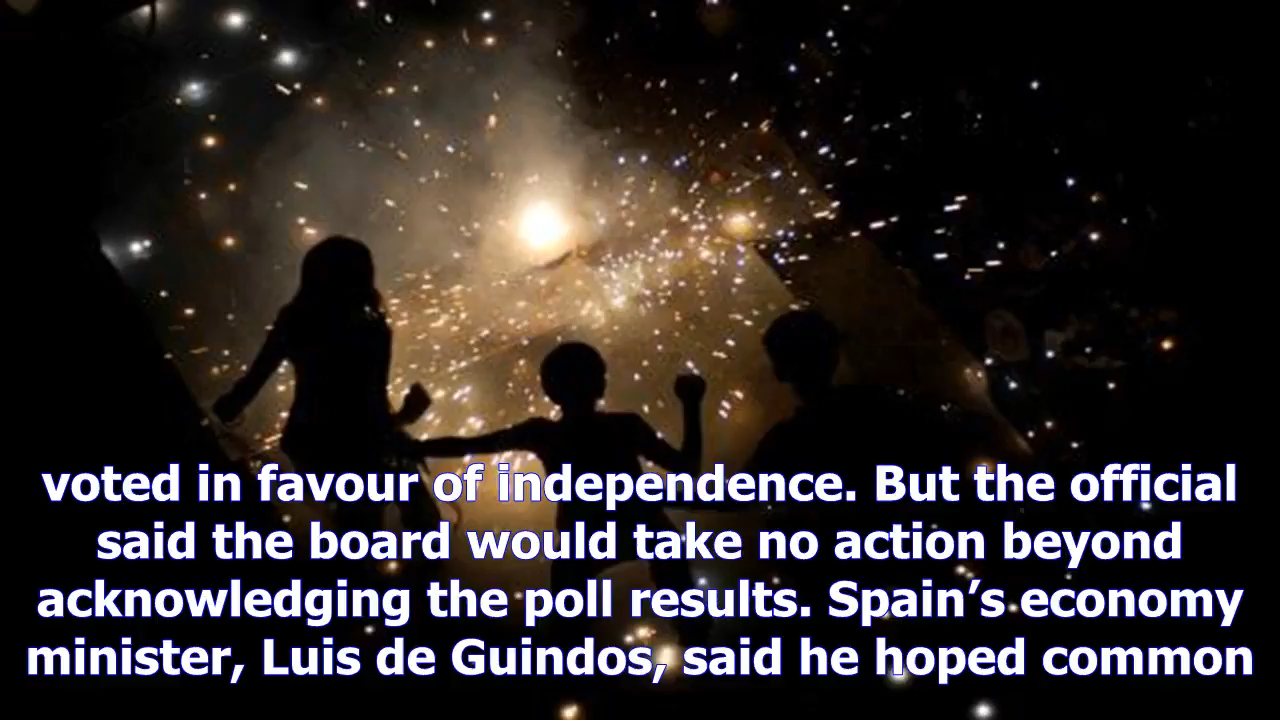 voted in favour of independence. But the official
said the board would take no action beyond
acknowledging the poll results. Spain’s economy
minister, Luis de Guindos, said he hoped common